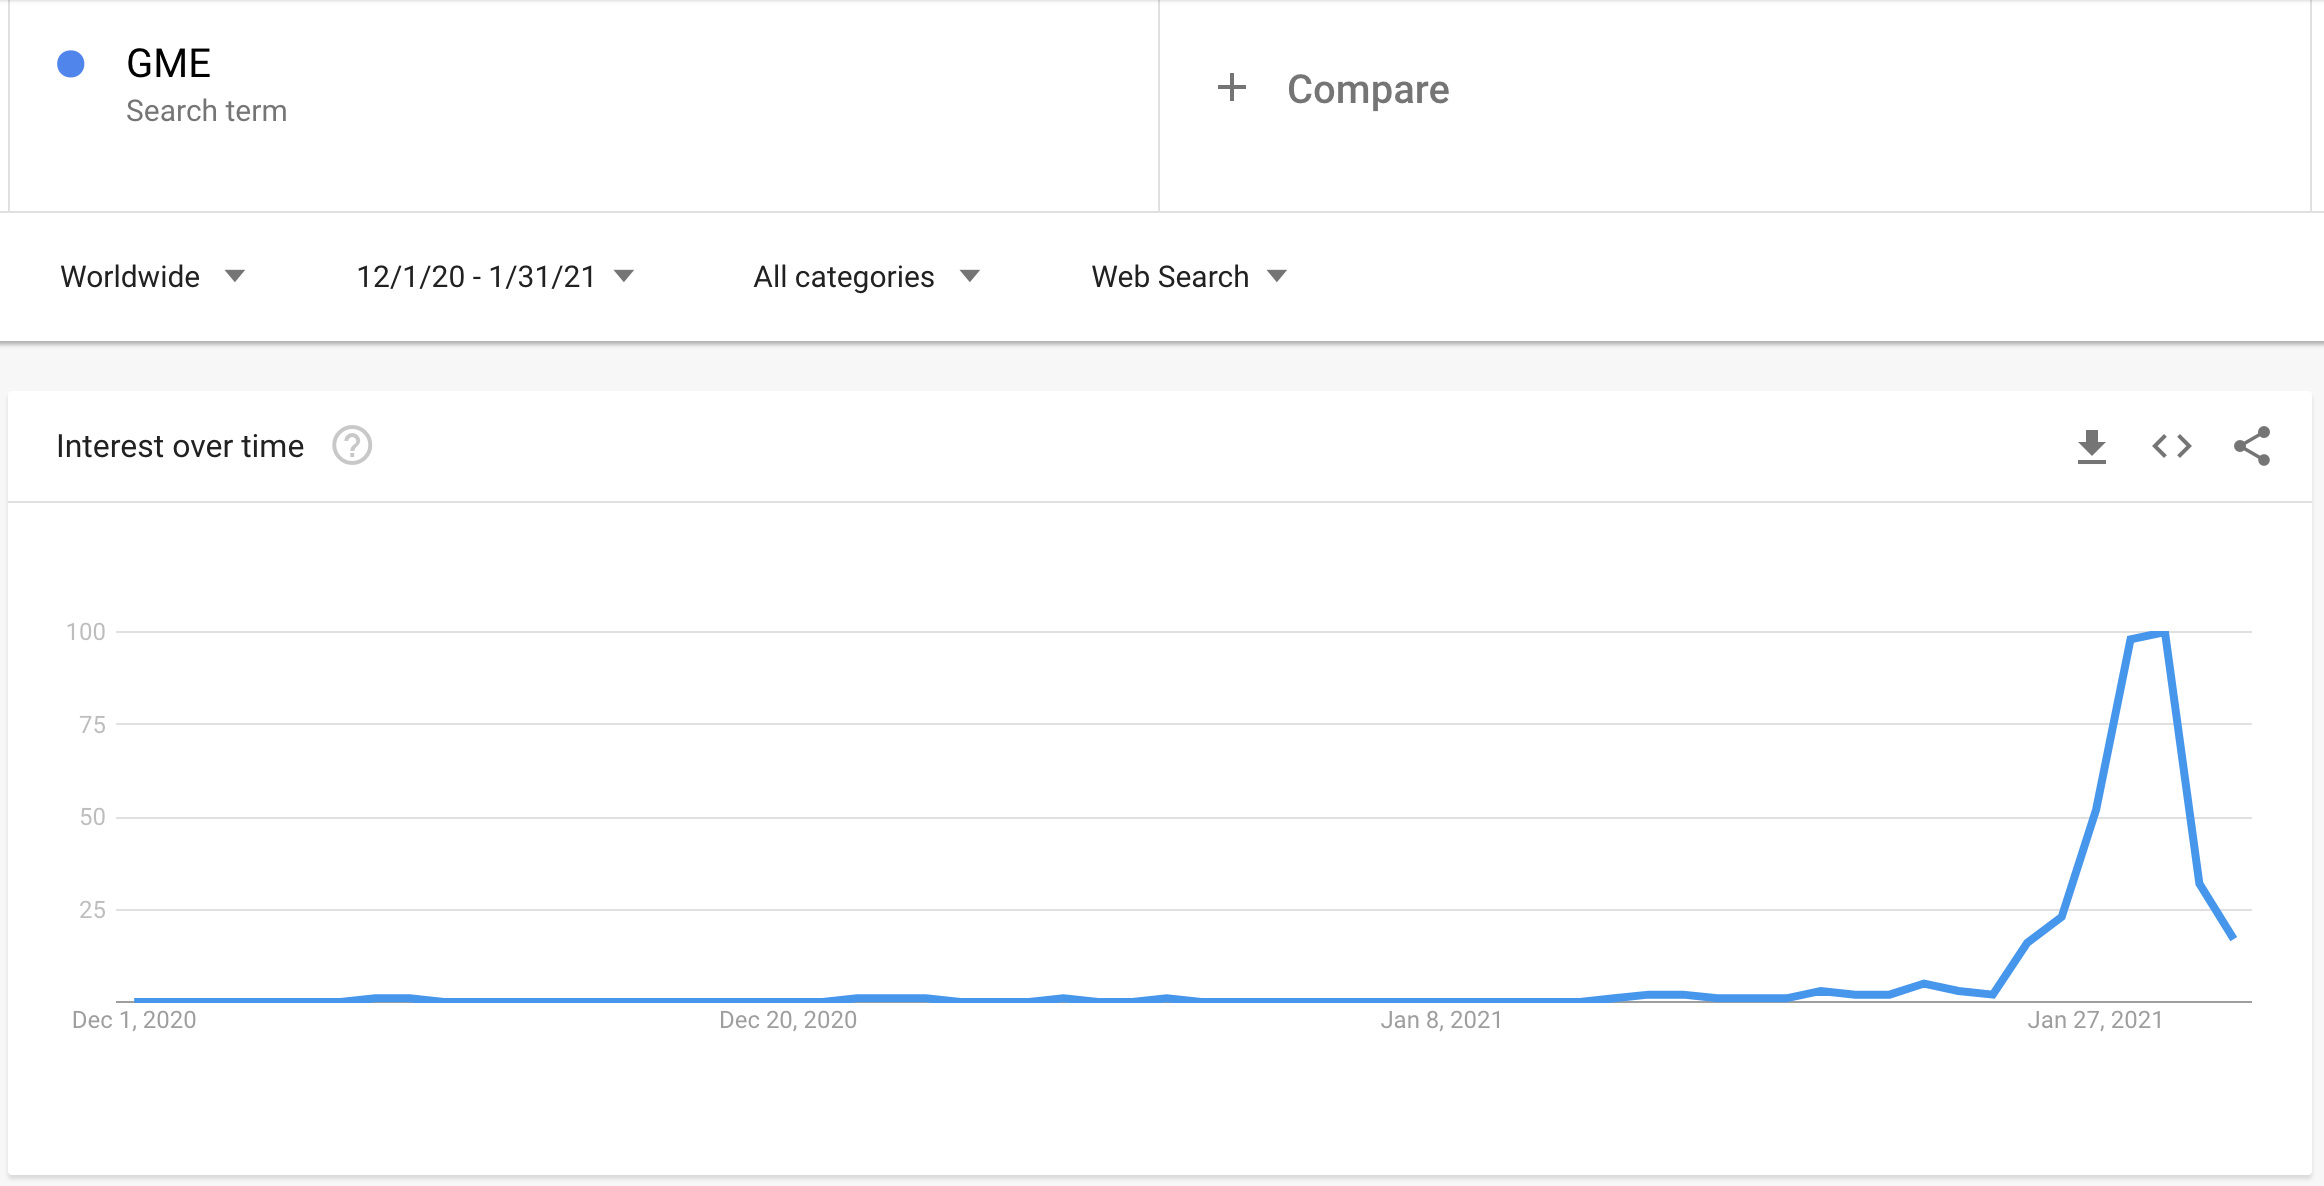 GME
Search term
+ Compare
Worldwide
12/1/20 - 1/31/21
All categories
Web Search
Interest over time
?
100
75
50
25
Dec 1, 2020
Dec 20, 2020
Jan 8, 2021
Jan 27, 2021